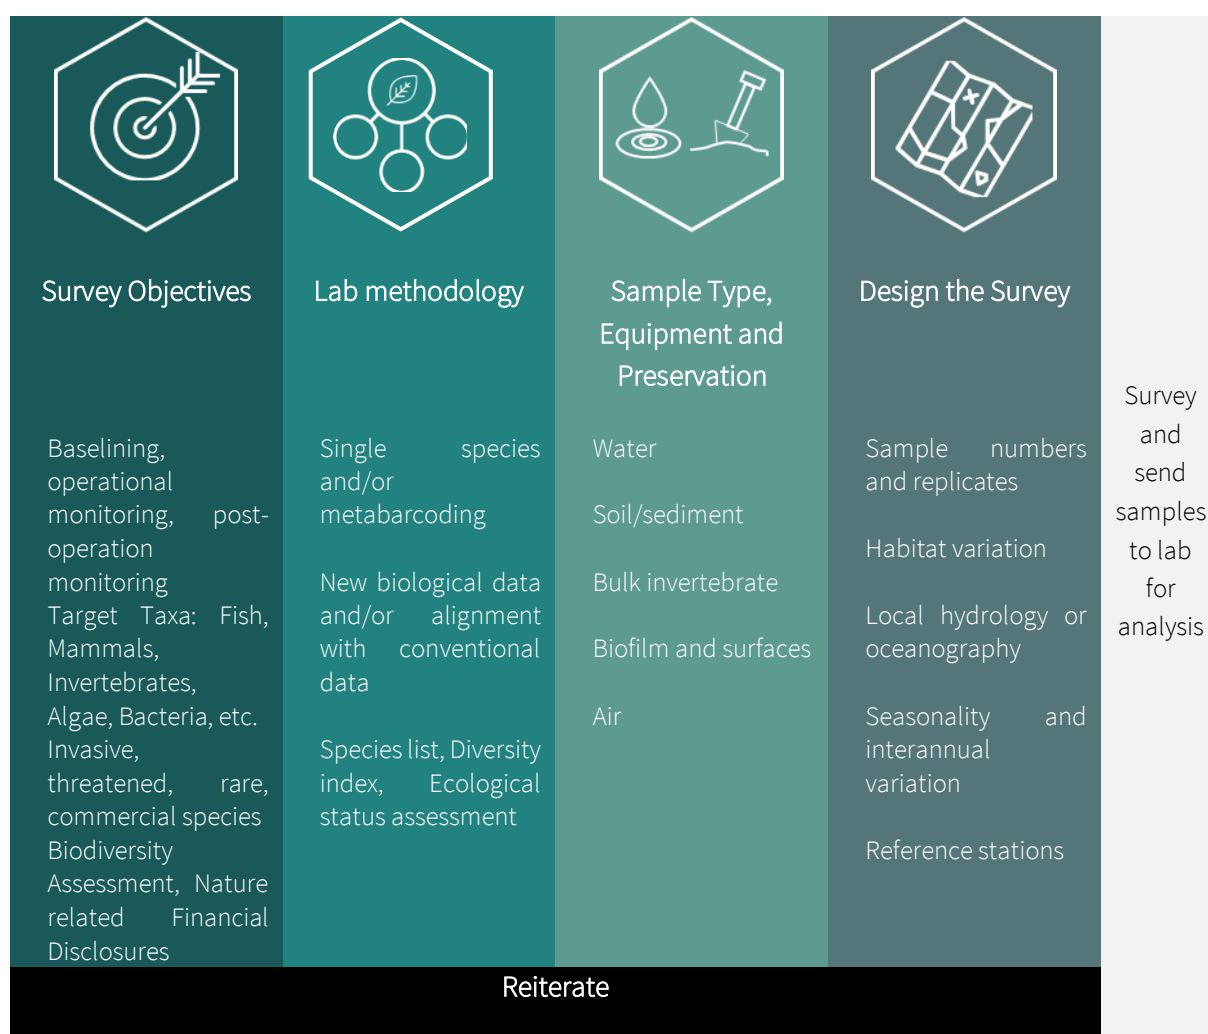 Survey Objectives
Baselining,
operational
monitoring, post-
operation
monitoring
Target Taxa: Fish,
Mammals,
Invertebrates,
Algae, Bacteria, etc.
Invasive,
threatened, rare,
commercial species
Biodiversity
Assessment, Nature
related Financial
Disclosures
Lab methodology
Single species
and/or
metabarcoding
New biological data
and/or alignment
with conventional
data
Species list, Diversity
index, Ecological
status assessment
Sample Type,
Equipment and
Preservation
Water
Soil/sediment
Bulk invertebrate
Biofilm and surfaces
Air
Design the Survey
Sample numbers
and replicates
Habitat variation
Local hydrology or
oceanography
Seasonality and
interannual
variation
Reference stations
Survey
and
send
samples
to lab
for
analysis
Reiterate